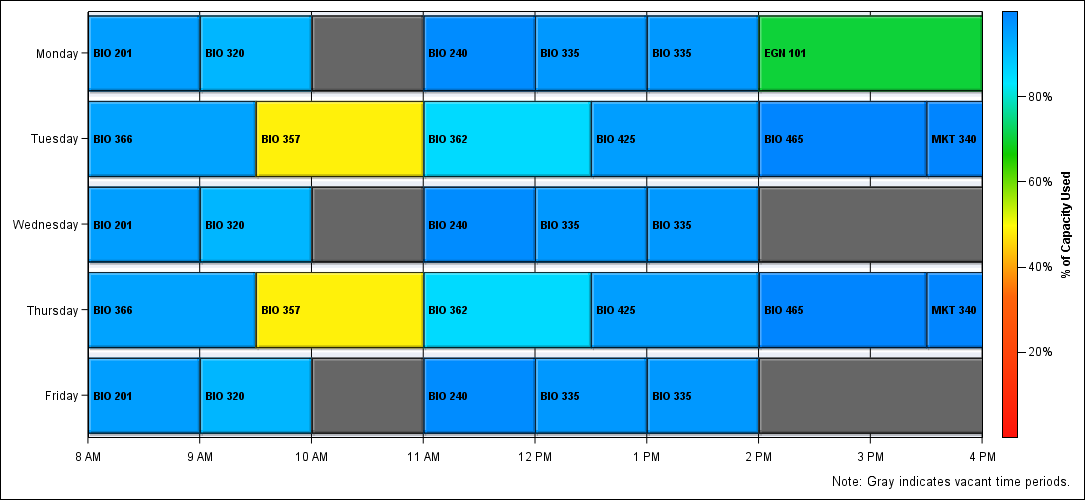 Monday BIO 201 BIO 320 BIO 240 BIO 335 BIO 335 EGN 101
Tuesday BIO 366 BIO 357 BIO 362 BIO 425 BIO 465 MKT 340
Wednesday BIO 201 BIO 320 BIO 240 BIO 335 BIO 335
Thursday BIO 366 BIO 357 BIO 362 BIO 425 BIO 465 MKT 340
Friday BIO 201 BIO 320 BIO 240 BIO 335 BIO 335
8 AM 9 AM 10 AM 11 AM 12 PM 1 PM 2 PM 3 PM 4 PM
80%
60%
40%
20%
% of Capacity Used
Note: Gray indicates vacant time periods.